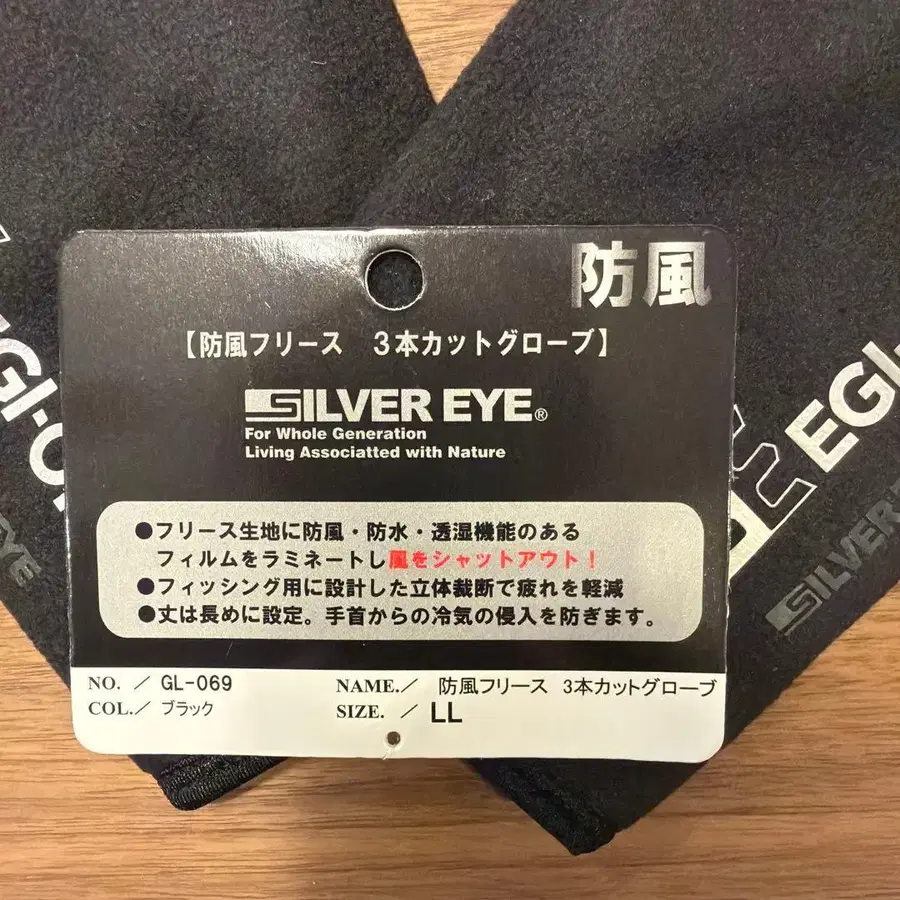 防風
【防風フリース　3本カットグローブ】
SILVER EYE®
For Whole Generation
Living Associatted with Nature
●フリース生地に防風・防水・透湿機能のある
フィルムをラミネートし風をシャットアウト！
●フィッシング用に設計した立体裁断で疲れを軽減
●丈は長めに設定。手首からの冷気の侵入を防ぎます。
NO. ／ GL-069
NAME.／ 防風フリース 3本カットグローブ
COL.／ ブラック
SIZE. ／ LL
EGI-O
EYE
EGI
SILVER